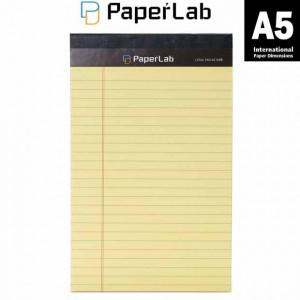 PaperLab
A5
International
Paper Dimensions
PaperLab